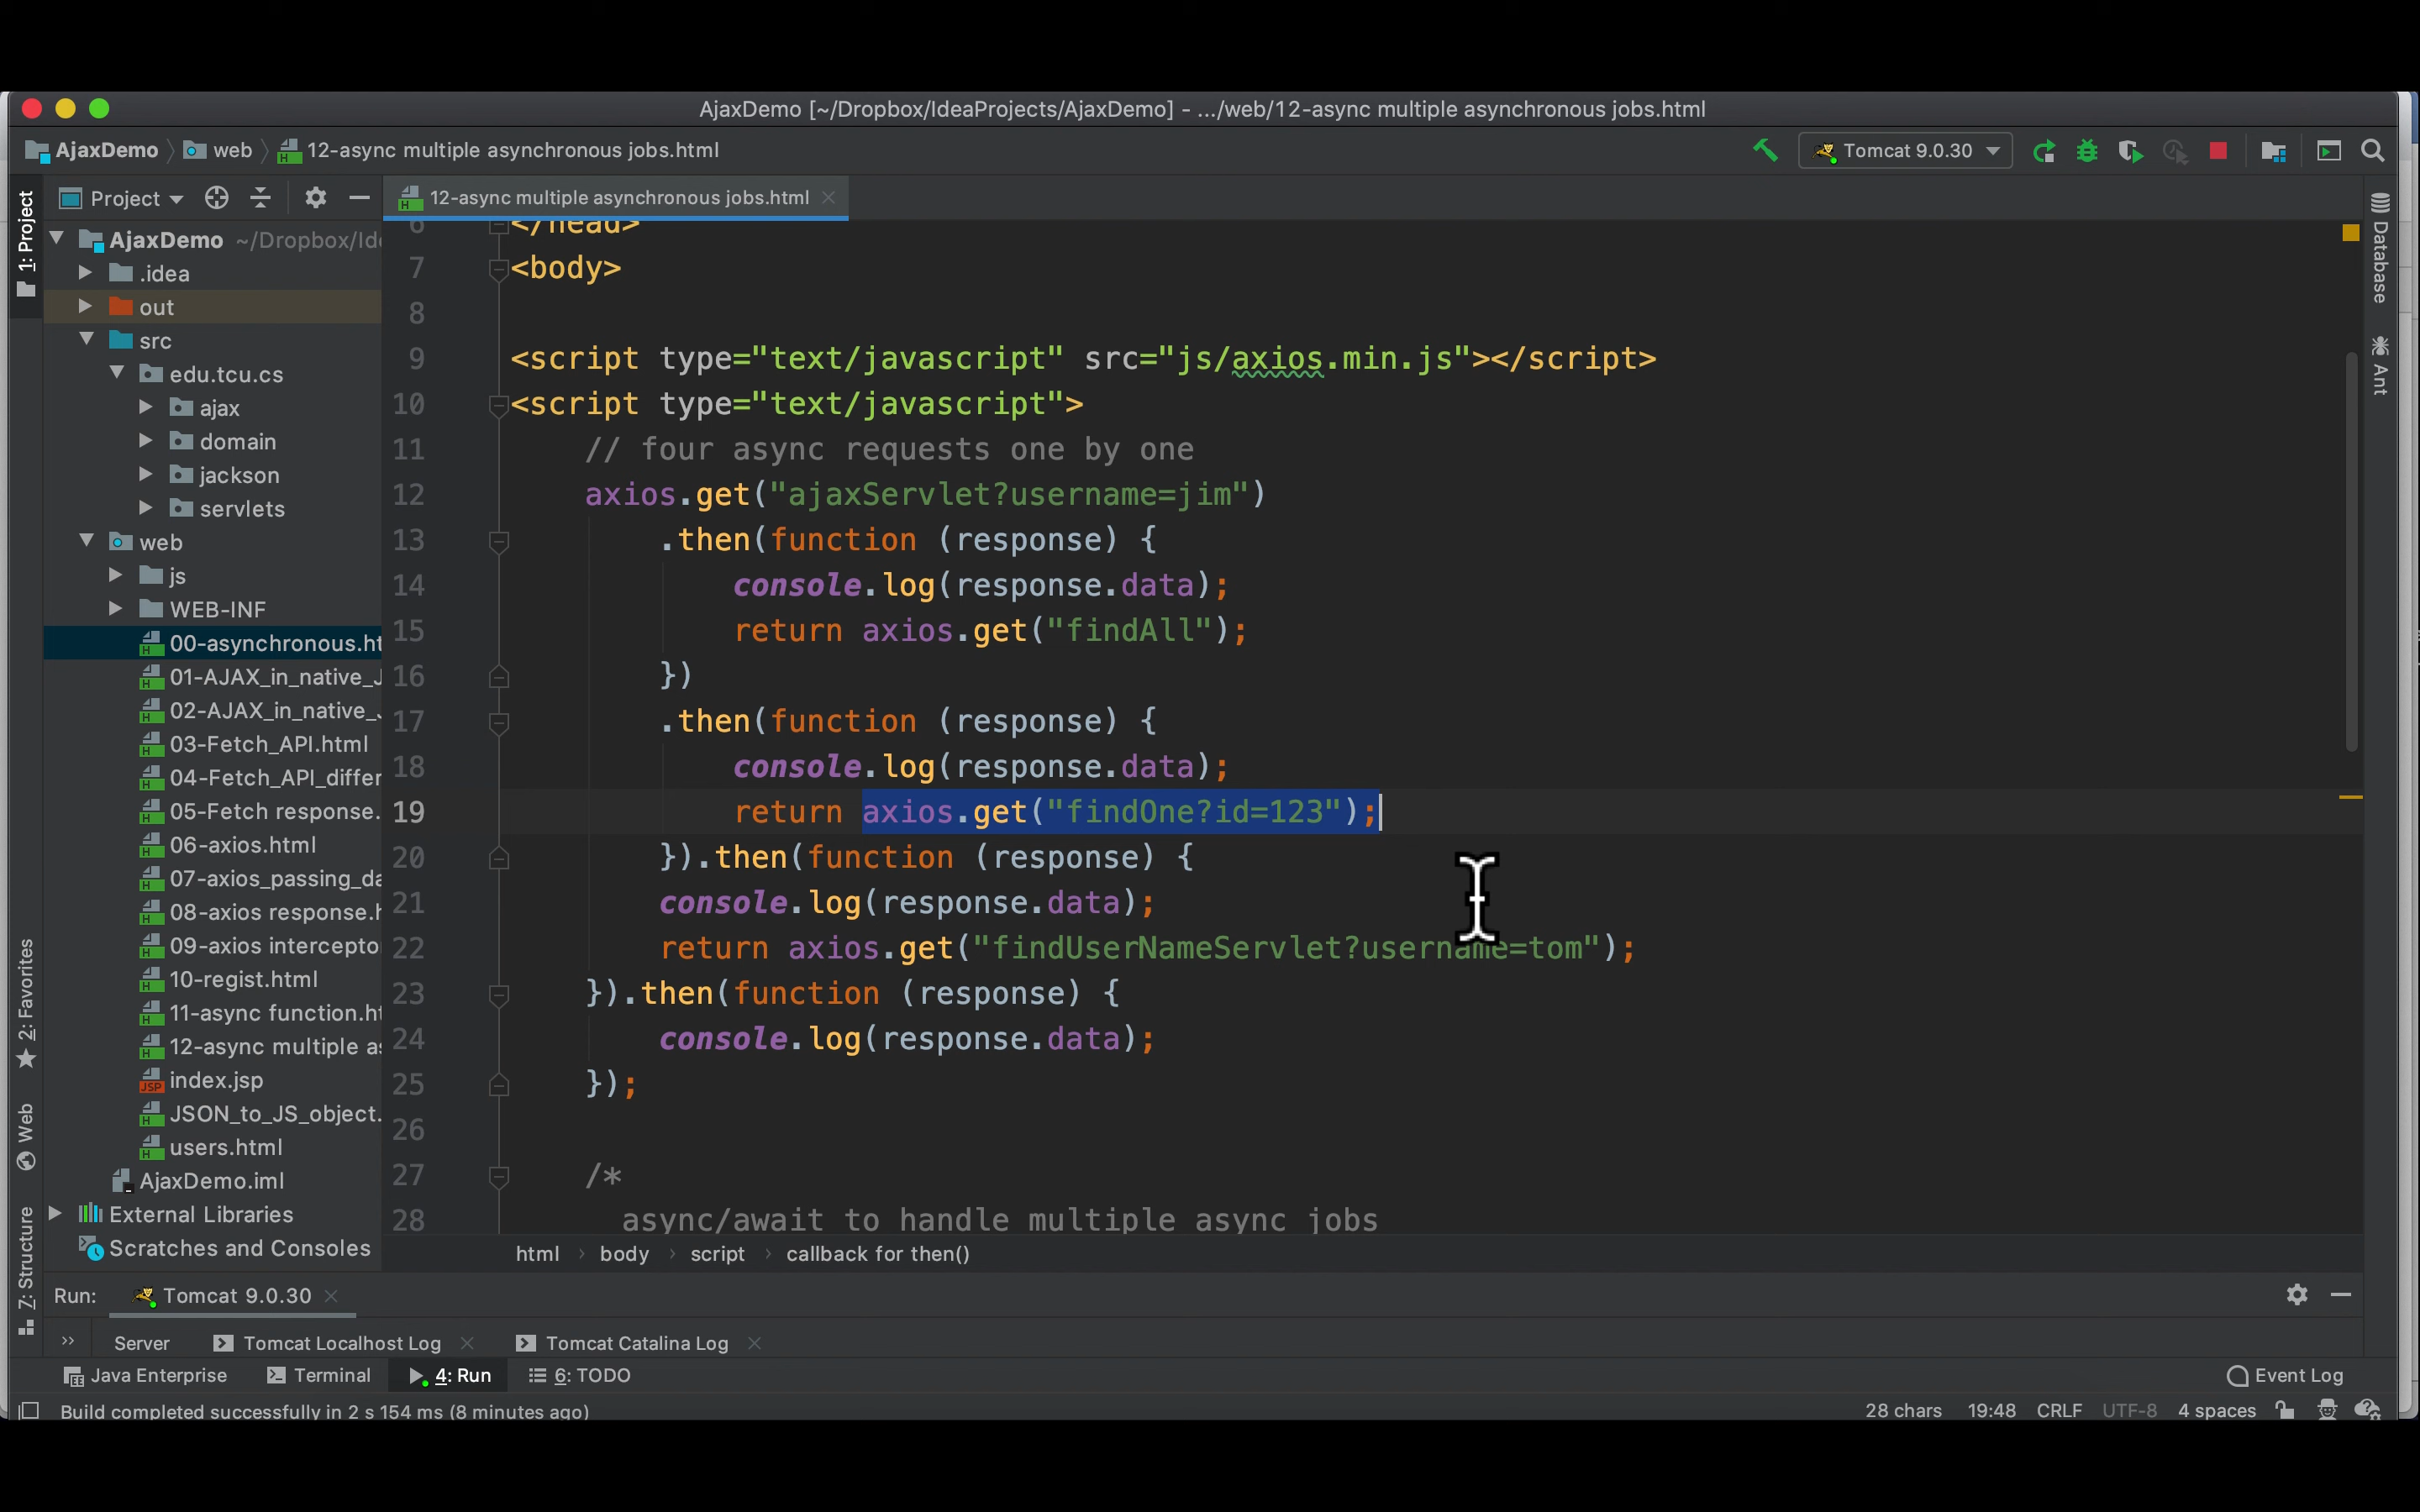 AjaxDemo [~/Dropbox/IdeaProjects/AjaxDemo] - .../web/12-async multiple asynchronous jobs.html
AjaxDemo web 12-async multiple asynchronous jobs.html
Tomcat 9.0.30
Project
12-async multiple asynchronous jobs.html
1: Project
2: Favorites
Web
Z: Structure
AjaxDemo ~/Dropbox/Ide
.idea
out
src
edu.tcu.cs
ajax
domain
jackson
servlets
web
js
WEB-INF
00-asynchronous.ht
01-AJAX_in_native_J
02-AJAX_in_native_J
03-Fetch_API.html
04-Fetch_API_differ
05-Fetch response.
06-axios.html
07-axios_passing_da
08-axios response.h
09-axios intercepto
10-regist.html
11-async function.ht
12-async multiple as
index.jsp
JSON_to_JS_object.
users.html
AjaxDemo.iml
External Libraries
Scratches and Consoles
6 </head>
7 <body>
8
9 <script type="text/javascript" src="js/axios.min.js"></script>
10 <script type="text/javascript">
11 // four async requests one by one
12 axios.get("ajaxServlet?username=jim")
13 .then(function (response) {
14 console.log(response.data);
15 return axios.get("findAll");
16 })
17 .then(function (response) {
18 console.log(response.data);
19 return axios.get("findOne?id=123");
20 }).then(function (response) {
21 console.log(response.data);
22 return axios.get("findUserNameServlet?username=tom");
23 }).then(function (response) {
24 console.log(response.data);
25 });
26
27 /*
28 async/await to handle multiple async jobs
Database
Ant
html body script callback for then()
Run: Tomcat 9.0.30
Server Tomcat Localhost Log Tomcat Catalina Log
Java Enterprise Terminal 4: Run 6: TODO Event Log
Build completed successfully in 2 s 154 ms (8 minutes ago) 28 chars 19:48 CRLF UTF-8 4 spaces